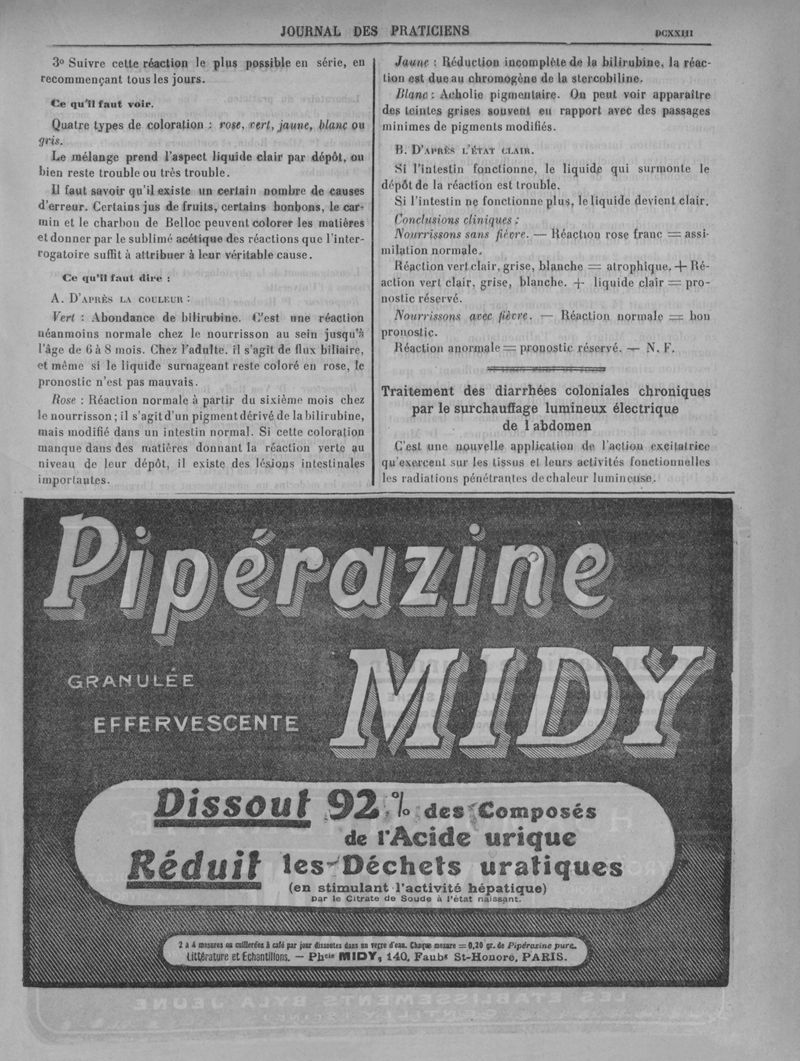 JOURNAL DES PRATICIENS
DCXXIII
3º Suivre cette réaction le plus possible en série, en
recommençant tous les jours.
Ce qu'il faut voir.
Quatre types de coloration : rose, vert, jaune, blanc ou
gris.
Le mélange prend l'aspect liquide clair par dépôt, ou
bien reste trouble ou très trouble.
Il faut savoir qu'il existe un certain nombre de causes
d'erreur. Certains jus de fruits, certains bonbons, le car-
min et le charbon de Belloc peuvent colorer les matières
et donner par le sublimé acétique des réactions que l'inter-
rogatoire suffit à attribuer à leur véritable cause.
Ce qu'il faut dire :
A. D'APRÈS LA COULEUR :
Vert : Abondance de bilirubine. C'est une réaction
néanmoins normale chez le nourrisson au sein jusqu'à
l'âge de 6 à 8 mois. Chez l'adulte, il s'agit de flux biliaire,
et même si le liquide surnageant reste coloré en rose, le
pronostic n'est pas mauvais.
Rose : Réaction normale à partir du sixième mois chez
le nourrisson ; il s'agit d'un pigment dérivé de la bilirubine,
mais modifié dans un intestin normal. Si cette coloration
manque dans des matières donnant la réaction verte au
niveau de leur dépôt, il existe des lésions intestinales
importantes.
Jaune : Réduction incomplète de la bilirubine, la réac-
tion est due au chromogène de la stercobiline.
Blanc : Acholie pigmentaire. On peut voir apparaître
des teintes grises souvent en rapport avec des passages
minimes de pigments modifiés.
B. D'APRÈS L'ÉTAT CLAIR.
Si l'intestin fonctionne, le liquide qui surmonte le
dépôt de la réaction est trouble.
Si l'intestin ne fonctionne plus, le liquide devient clair.
Conclusions cliniques :
Nourrissons sans fièvre. — Réaction rose franc = assi-
milation normale.
Réaction vert clair, grise, blanche = atrophique. + Ré-
action vert clair, grise, blanche. + liquide clair = pro-
nostic réservé.
Nourrissons avec fièvre. — Réaction normale = bon
pronostic.
Réaction anormale = pronostic réservé. — N. F.
Traitement des diarrhées coloniales chroniques
par le surchauffage lumineux électrique
de l abdomen
C'est une nouvelle application de l'action excitatrice
qu'exercent sur les tissus et leurs activités fonctionnelles
les radiations pénétrantes de chaleur lumineuse.
Pipérazine
MIDY
GRANULÉE
EFFERVESCENTE
Dissout 92 % des Composés
de l'Acide urique
Réduit les Déchets uratiques
(en stimulant l'activité hépatique)
par le Citrate de Soude à l'état naissant.
2 à 4 mesures ou cuillerées à café par jour dissoutes dans un verre d'eau. Chaque mesure = 0,20 gr. de Pipérazine pure.
Littérature et Échantillons. — Phcie MIDY, 140, Faubg St-Honoré, PARIS.